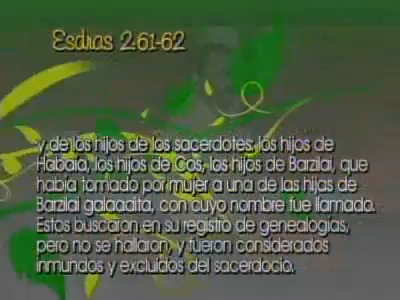 Esdras 2:61-62
y de los hijos de los sacerdotes, los hijos de
Habaía, los hijos de Cos, los hijos de Barzilai, que
había tomado por mujer a una de las hijas de
Barzilai galaadita, con cuyo nombre fue llamada.
Estos buscaron en su registro de genealogías,
pero no se hallaron, y fueron considerados
inmundos y excluidos del sacerdocio.